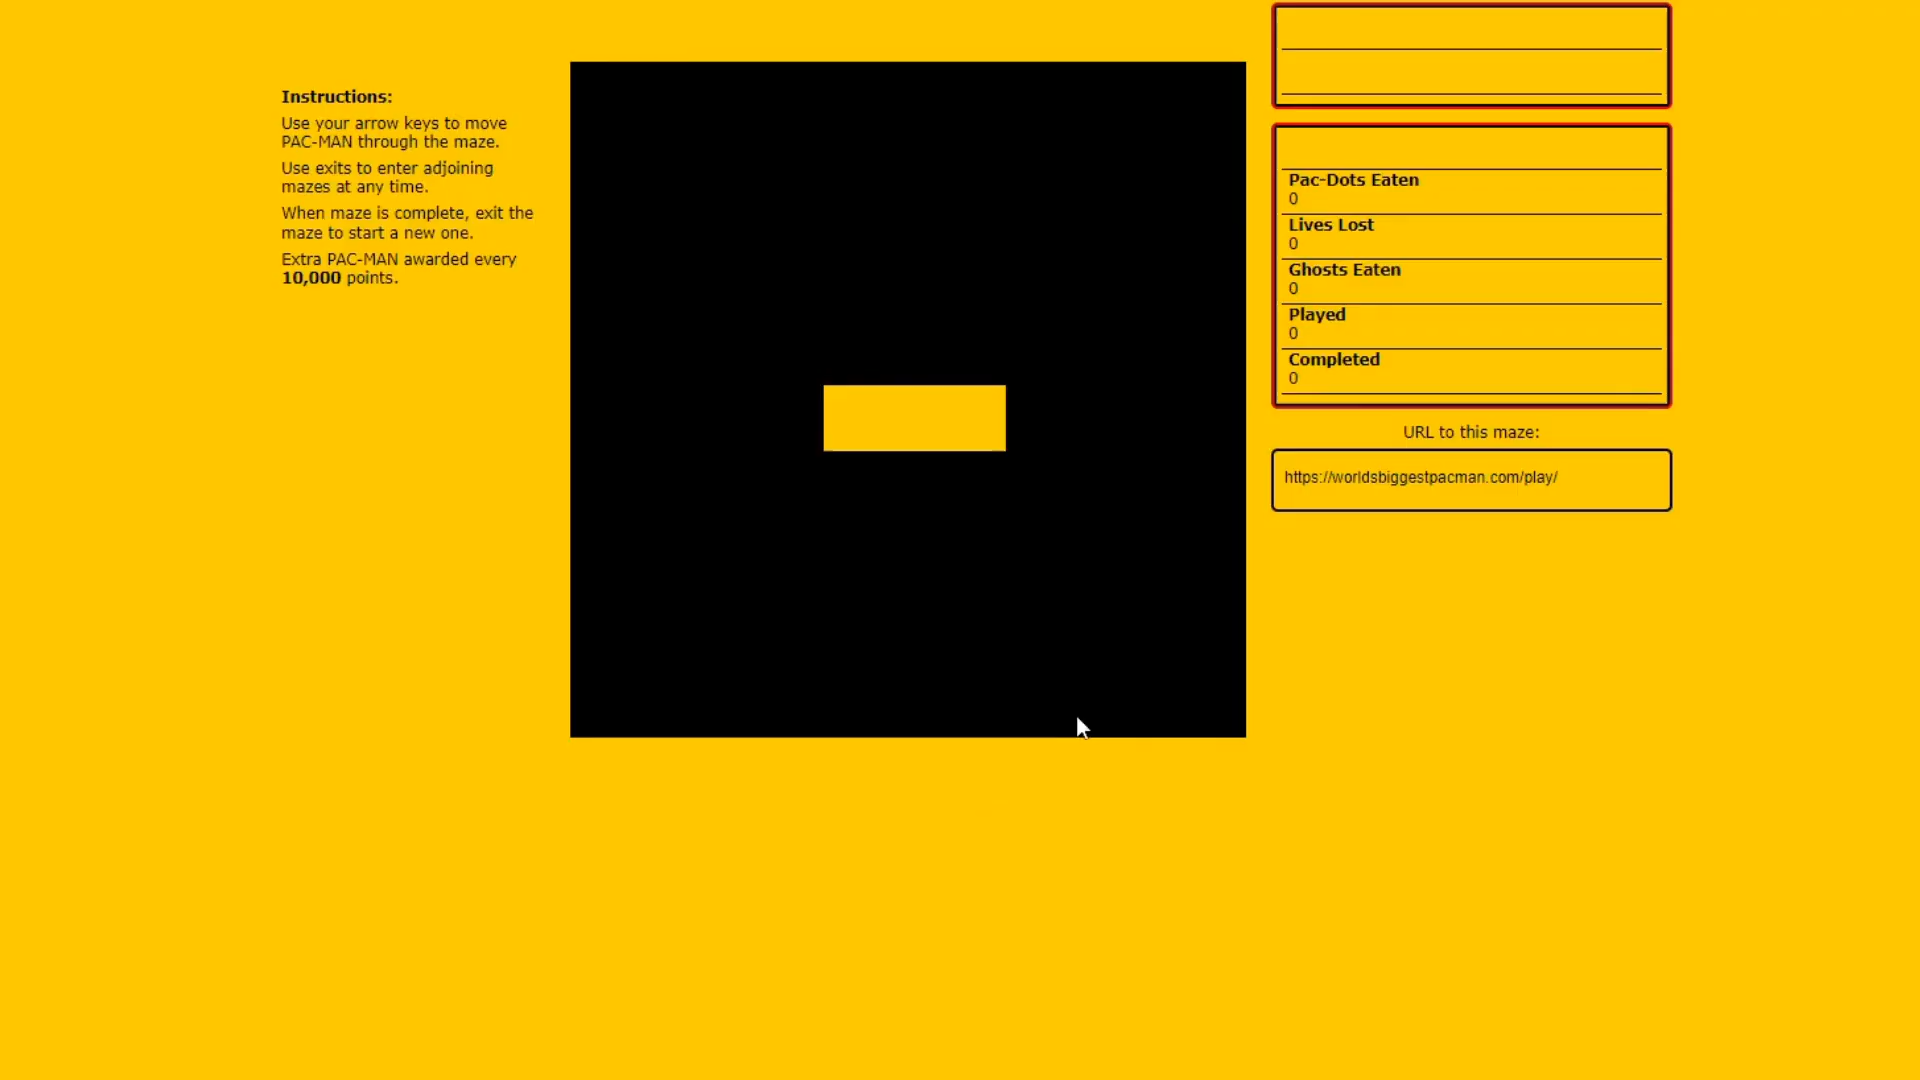 Instructions:
Use your arrow keys to move
PAC-MAN through the maze.
Use exits to enter adjoining
mazes at any time.
When maze is complete, exit the
maze to start a new one.
Extra PAC-MAN awarded every
10,000 points.
Pac-Dots Eaten
0
Lives Lost
0
Ghosts Eaten
0
Played
0
Completed
0
URL to this maze:
https://worldsbiggestpacman.com/play/